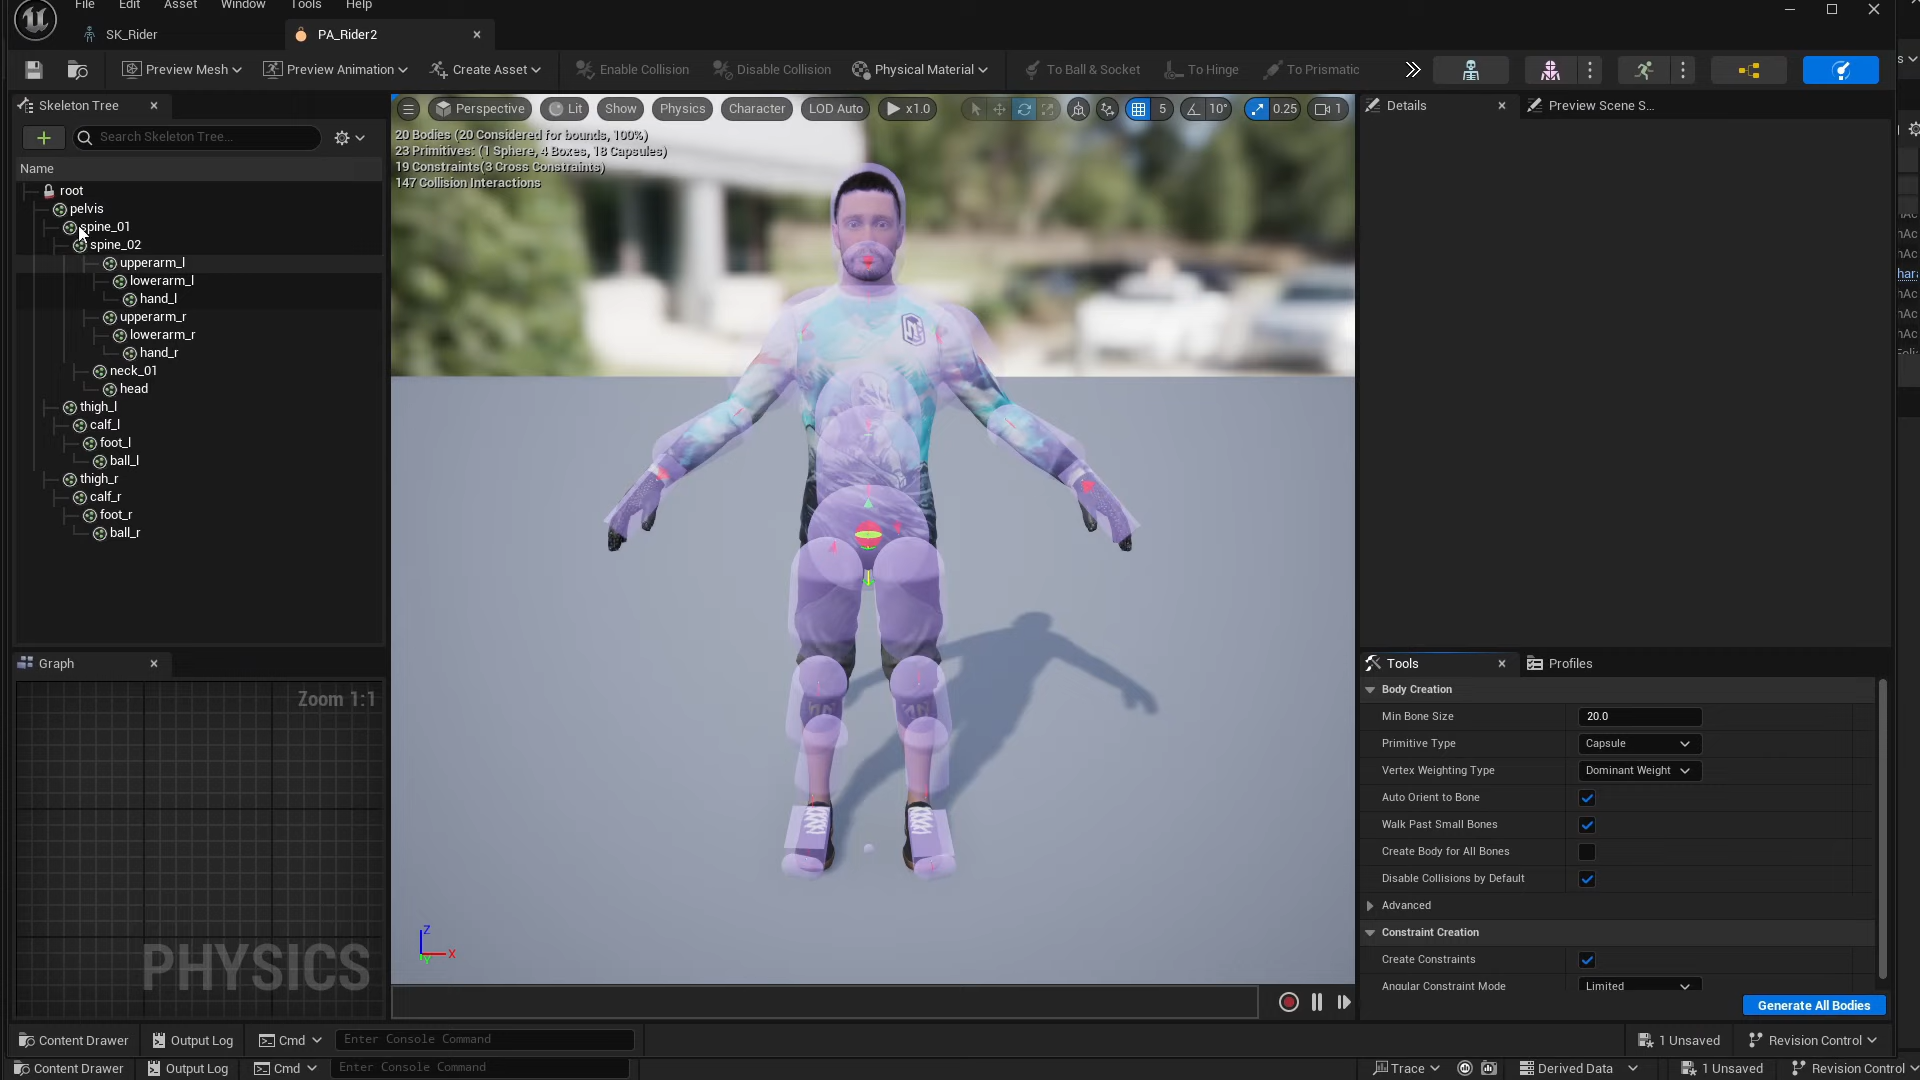 File Edit Asset Window Tools Help
SK_Rider
PA_Rider2
Preview Mesh
Preview Animation
Create Asset
Enable Collision
Disable Collision
Physical Material
To Ball & Socket
To Hinge
To Prismatic
Skeleton Tree
Search Skeleton Tree...
Name
root
pelvis
spine_01
spine_02
upperarm_l
lowerarm_l
hand_l
upperarm_r
lowerarm_r
hand_r
neck_01
head
thigh_l
calf_l
foot_l
ball_l
thigh_r
calf_r
foot_r
ball_r
Graph
Zoom 1:1
PHYSICS
Perspective Lit Show Physics Character LOD Auto x1.0 5 10° 0.25 1
20 Bodies (20 Considered for bounds, 100%)
23 Primitives: (1 Sphere, 4 Boxes, 18 Capsules)
19 Constraints(3 Cross Constraints)
147 Collision Interactions
Z
X
Y
Details
Preview Scene S...
Tools
Profiles
Body Creation
Min Bone Size 20.0
Primitive Type Capsule
Vertex Weighting Type Dominant Weight
Auto Orient to Bone
Walk Past Small Bones
Create Body for All Bones
Disable Collisions by Default
Advanced
Constraint Creation
Create Constraints
Angular Constraint Mode Limited
Generate All Bodies
Content Drawer Output Log Cmd Enter Console Command 1 Unsaved Revision Control
Content Drawer Output Log Cmd Enter Console Command Trace Derived Data 1 Unsaved Revision Control